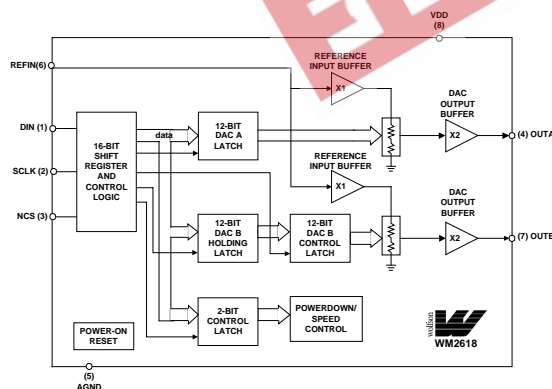 VDD
(8)
REFIN(6)
REFERENCE
INPUT BUFFER
X1
DAC
OUTPUT
BUFFER
DIN (1)
data
16-BIT
SHIFT
REGISTER
AND
CONTROL
LOGIC
12-BIT
DAC A
LATCH
X2
(4) OUTA
SCLK (2)
REFERENCE
INPUT BUFFER
X1
DAC
OUTPUT
BUFFER
NCS (3)
12-BIT
DAC B
HOLDING
LATCH
12-BIT
DAC B
CONTROL
LATCH
X2
(7) OUTB
2-BIT
CONTROL
LATCH
POWERDOWN/
SPEED
CONTROL
POWER-ON
RESET
wolfson
WM2618
(5)
AGND